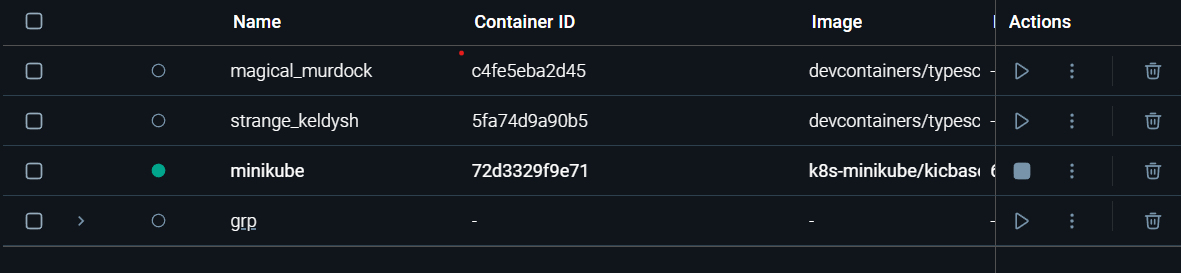 Name Container ID Image Actions
magical_murdock c4fe5eba2d45 devcontainers/typesc -
strange_keldysh 5fa74d9a90b5 devcontainers/typesc -
minikube 72d3329f9e71 k8s-minikube/kicbase
grp - - -